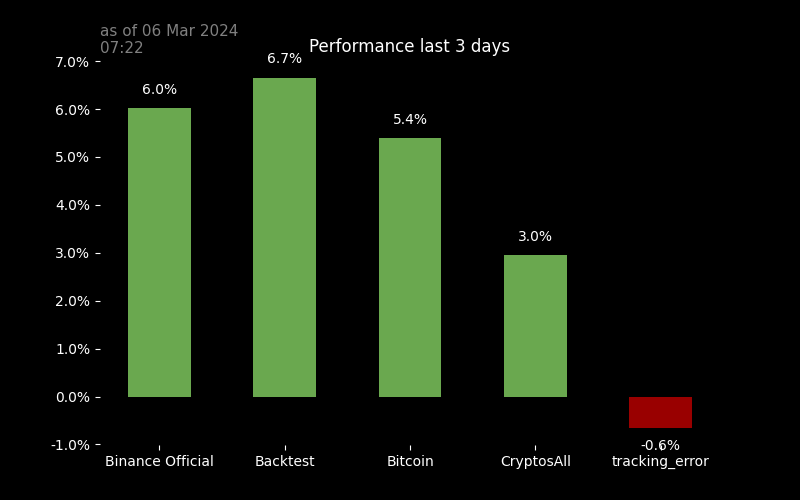 as of 06 Mar 2024
07:22
Performance last 3 days
7.0%
6.0%
5.0%
4.0%
3.0%
2.0%
1.0%
0.0%
-1.0%
6.0%
6.7%
5.4%
3.0%
-0.6%
Binance Official
Backtest
Bitcoin
CryptosAll
tracking_error